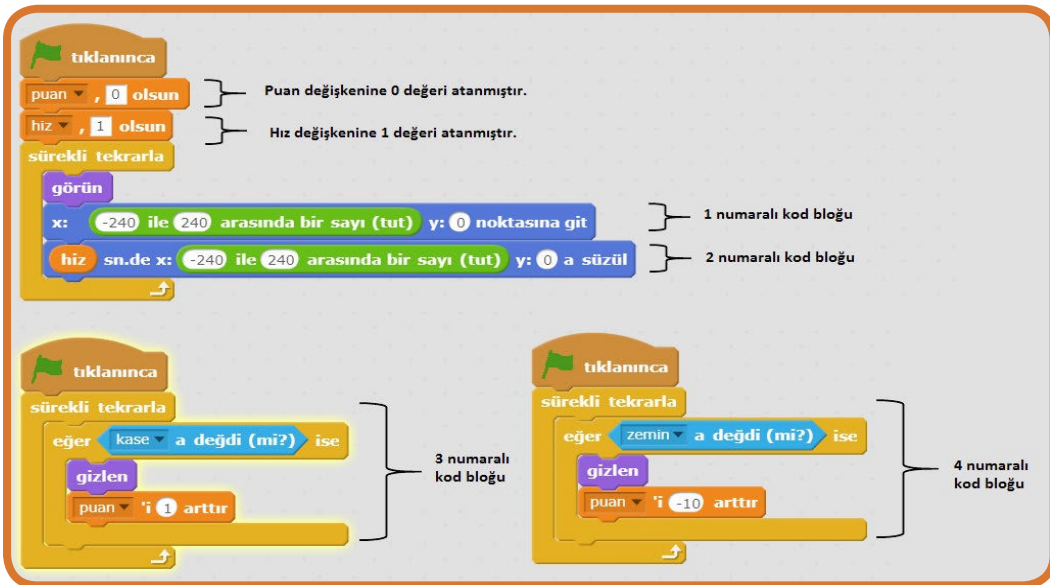 tıklanınca
puan , 0 olsun
Puan değişkenine 0 değeri atanmıştır.
hiz , 1 olsun
Hız değişkenine 1 değeri atanmıştır.
sürekli tekrarla
görün
x: -240 ile 240 arasında bir sayı (tut) y: 0 noktasına git
1 numaralı kod bloğu
hiz sn.de x: -240 ile 240 arasında bir sayı (tut) y: 0 a süzül
2 numaralı kod bloğu
tıklanınca
sürekli tekrarla
eğer kase a değdi (mi?) ise
gizlen
puan 'i 1 arttır
3 numaralı
kod bloğu
tıklanınca
sürekli tekrarla
eğer zemin a değdi (mi?) ise
gizlen
puan 'i -10 arttır
4 numaralı
kod bloğu